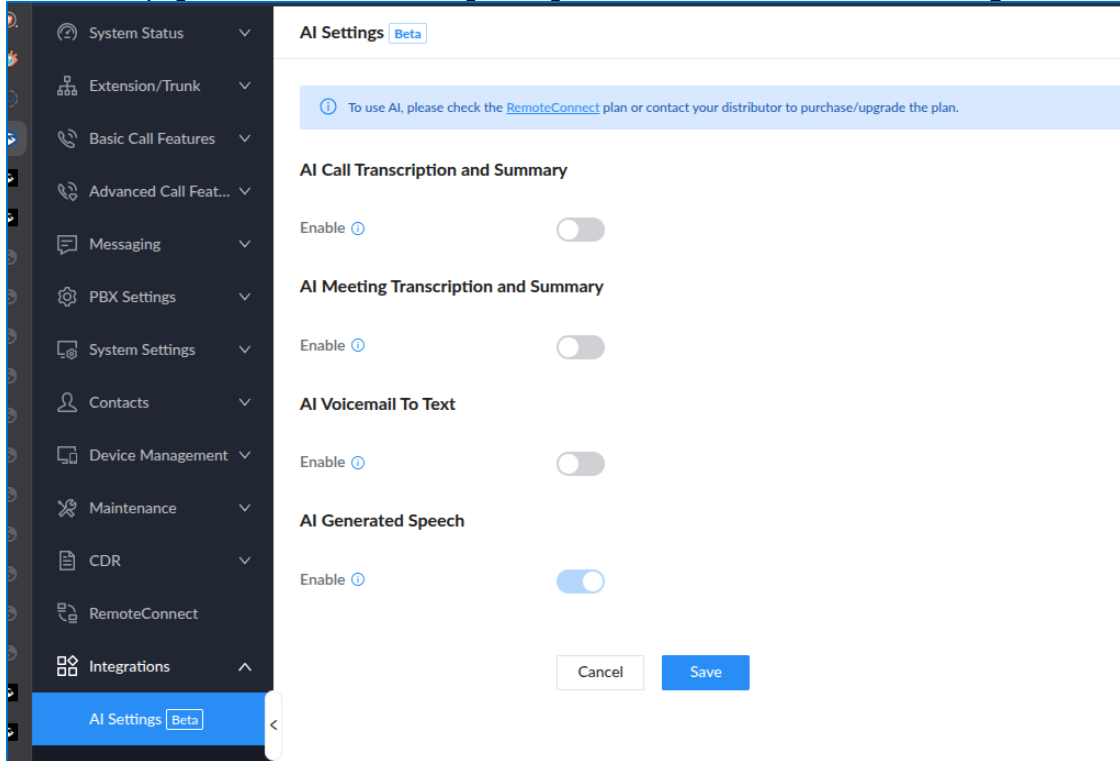 System Status
Extension/Trunk
Basic Call Features
Advanced Call Feat...
Messaging
PBX Settings
System Settings
Contacts
Device Management
Maintenance
CDR
RemoteConnect
Integrations
AI Settings Beta
AI Settings Beta
To use AI, please check the RemoteConnect plan or contact your distributor to purchase/upgrade the plan.
AI Call Transcription and Summary
Enable
AI Meeting Transcription and Summary
Enable
AI Voicemail To Text
Enable
AI Generated Speech
Enable
Cancel Save